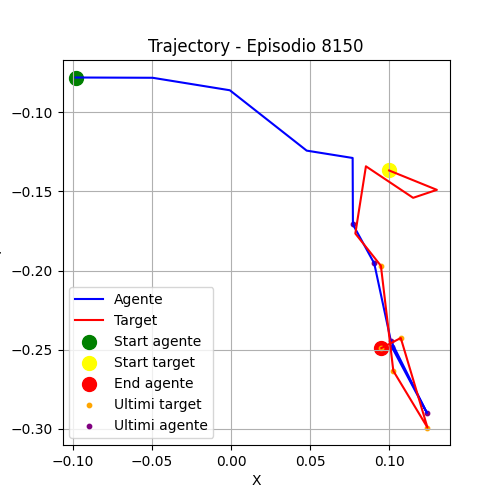 Trajectory - Episodio 8150
−0.10
−0.15
−0.20
−0.25
−0.30
Agente
Target
Start agente
Start target
End agente
Ultimi target
Ultimi agente
−0.10
−0.05
0.00
0.05
0.10
X